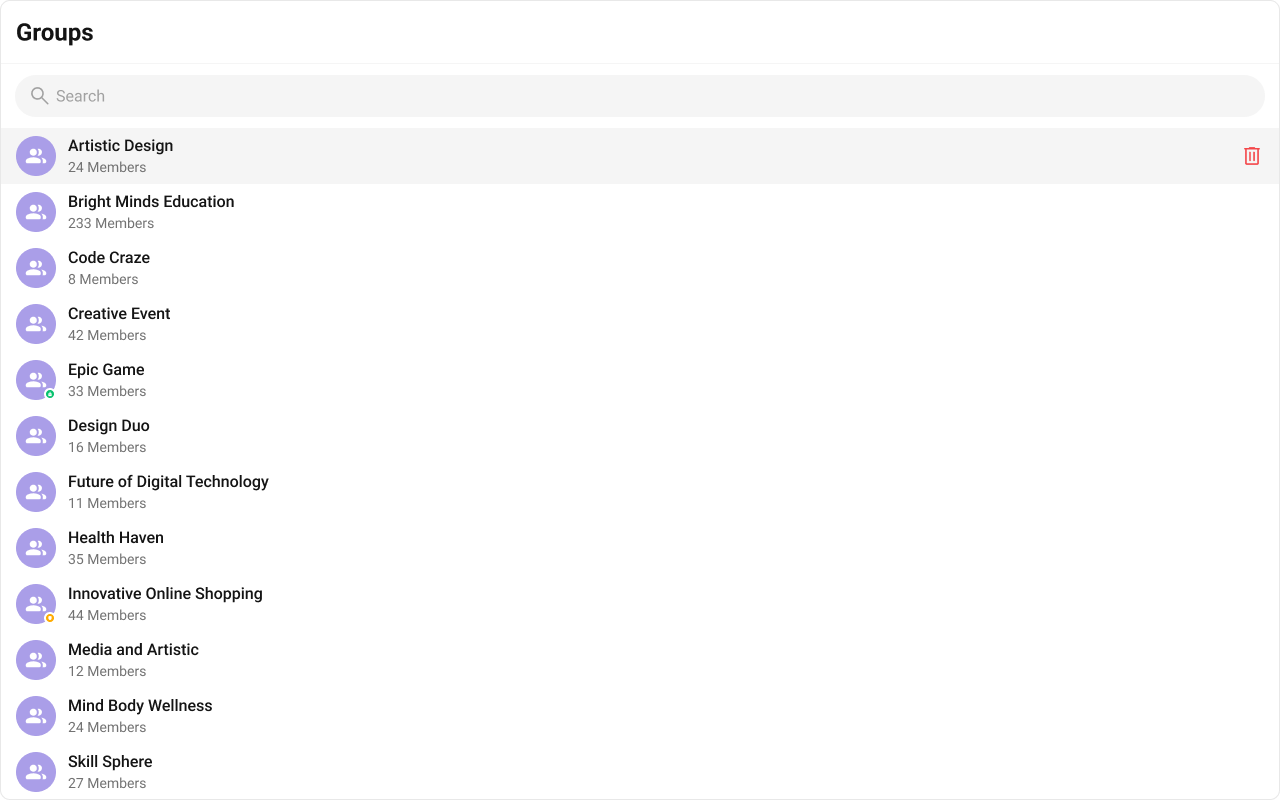 Groups
Search
Artistic Design
24 Members
Bright Minds Education
233 Members
Code Craze
8 Members
Creative Event
42 Members
Epic Game
33 Members
Design Duo
16 Members
Future of Digital Technology
11 Members
Health Haven
35 Members
Innovative Online Shopping
44 Members
Media and Artistic
12 Members
Mind Body Wellness
24 Members
Skill Sphere
27 Members